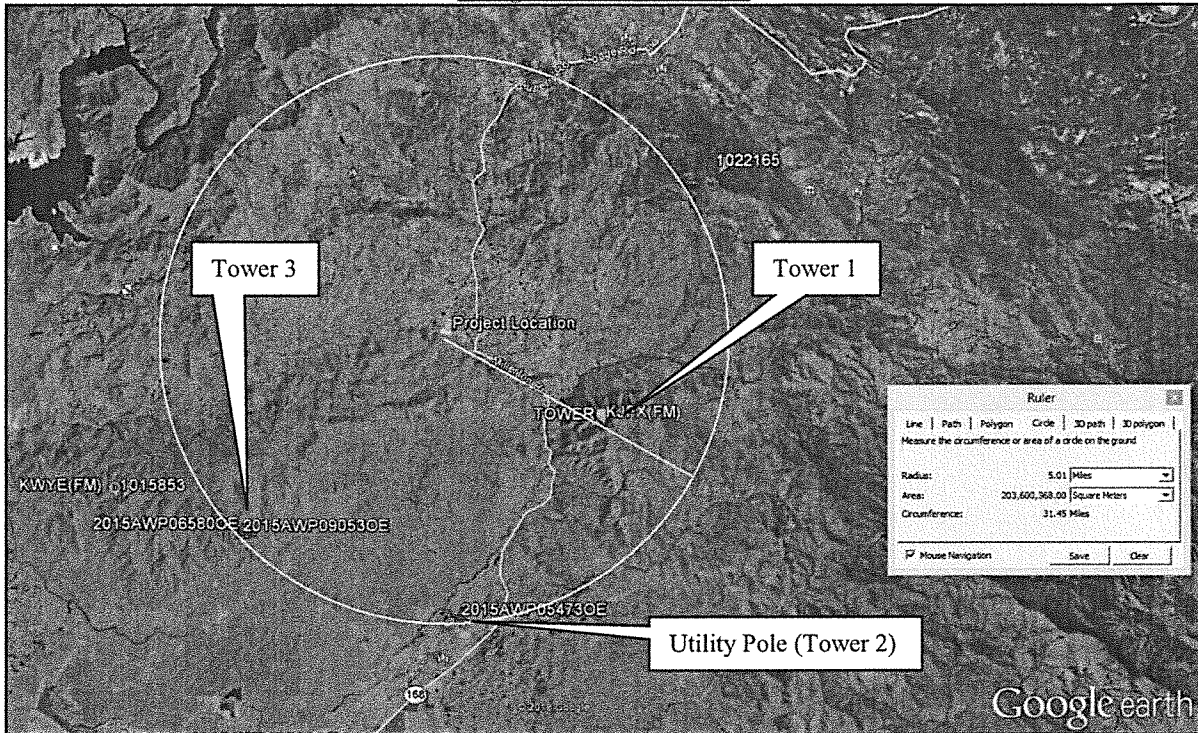 1022165
Tower 3
Tower 1
Project Location
TOWER
KJPX(FM)
KWYE(FM)
1015853
2015AWP06580OE
2015AWP09053OE
2015AWP05473OE
Utility Pole (Tower 2)
168
Ruler
Line
Path
Polygon
Circle
3D path
3D polygon
Measure the circumference or area of a circle on the ground
Radius:
5.01 Miles
Area:
203,600,368.00 Square Meters
Circumference:
31.45 Miles
Mouse Navigation
Save
Clear
Google earth